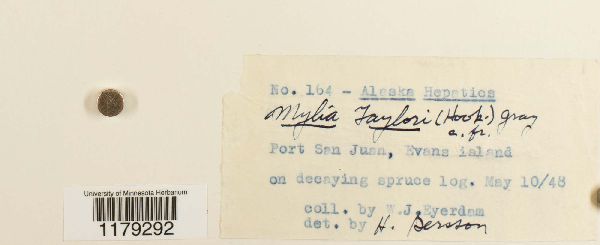 No. 164 - Alaska Hepatics
Mylia Taylori (Hook.) Gray
c. fr.
Port San Juan, Evans island
on decaying spruce log. May 10/48
coll. by W.J.Eyerdam
det. by H. Persson
University of Minnesota Herbarium
1179292